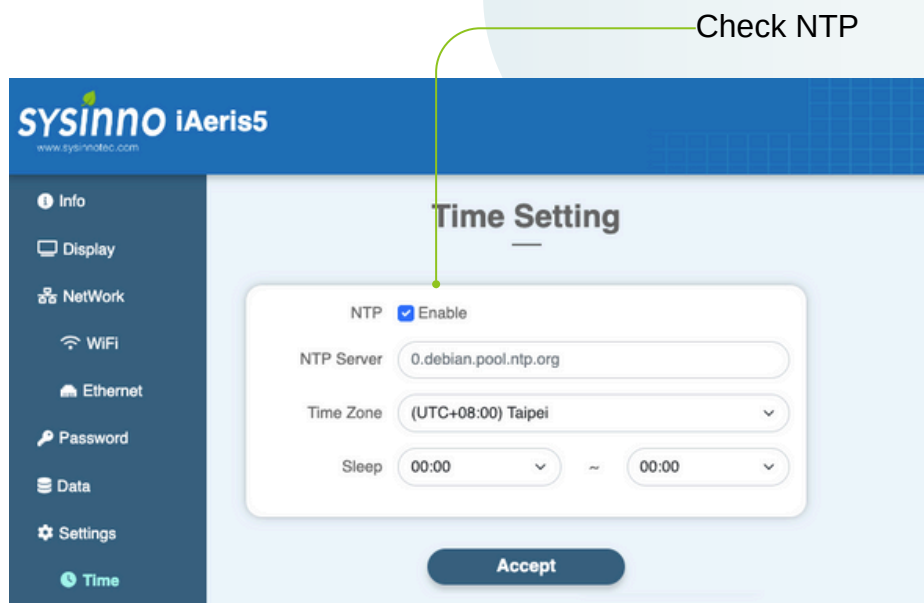 Check NTP
sysinno iAeris5
www.sysinnotec.com
Info
Display
NetWork
WiFi
Ethernet
Password
Data
Settings
Time
Time Setting
NTP Enable
NTP Server 0.debian.pool.ntp.org
Time Zone (UTC+08:00) Taipei
Sleep 00:00 ~ 00:00
Accept